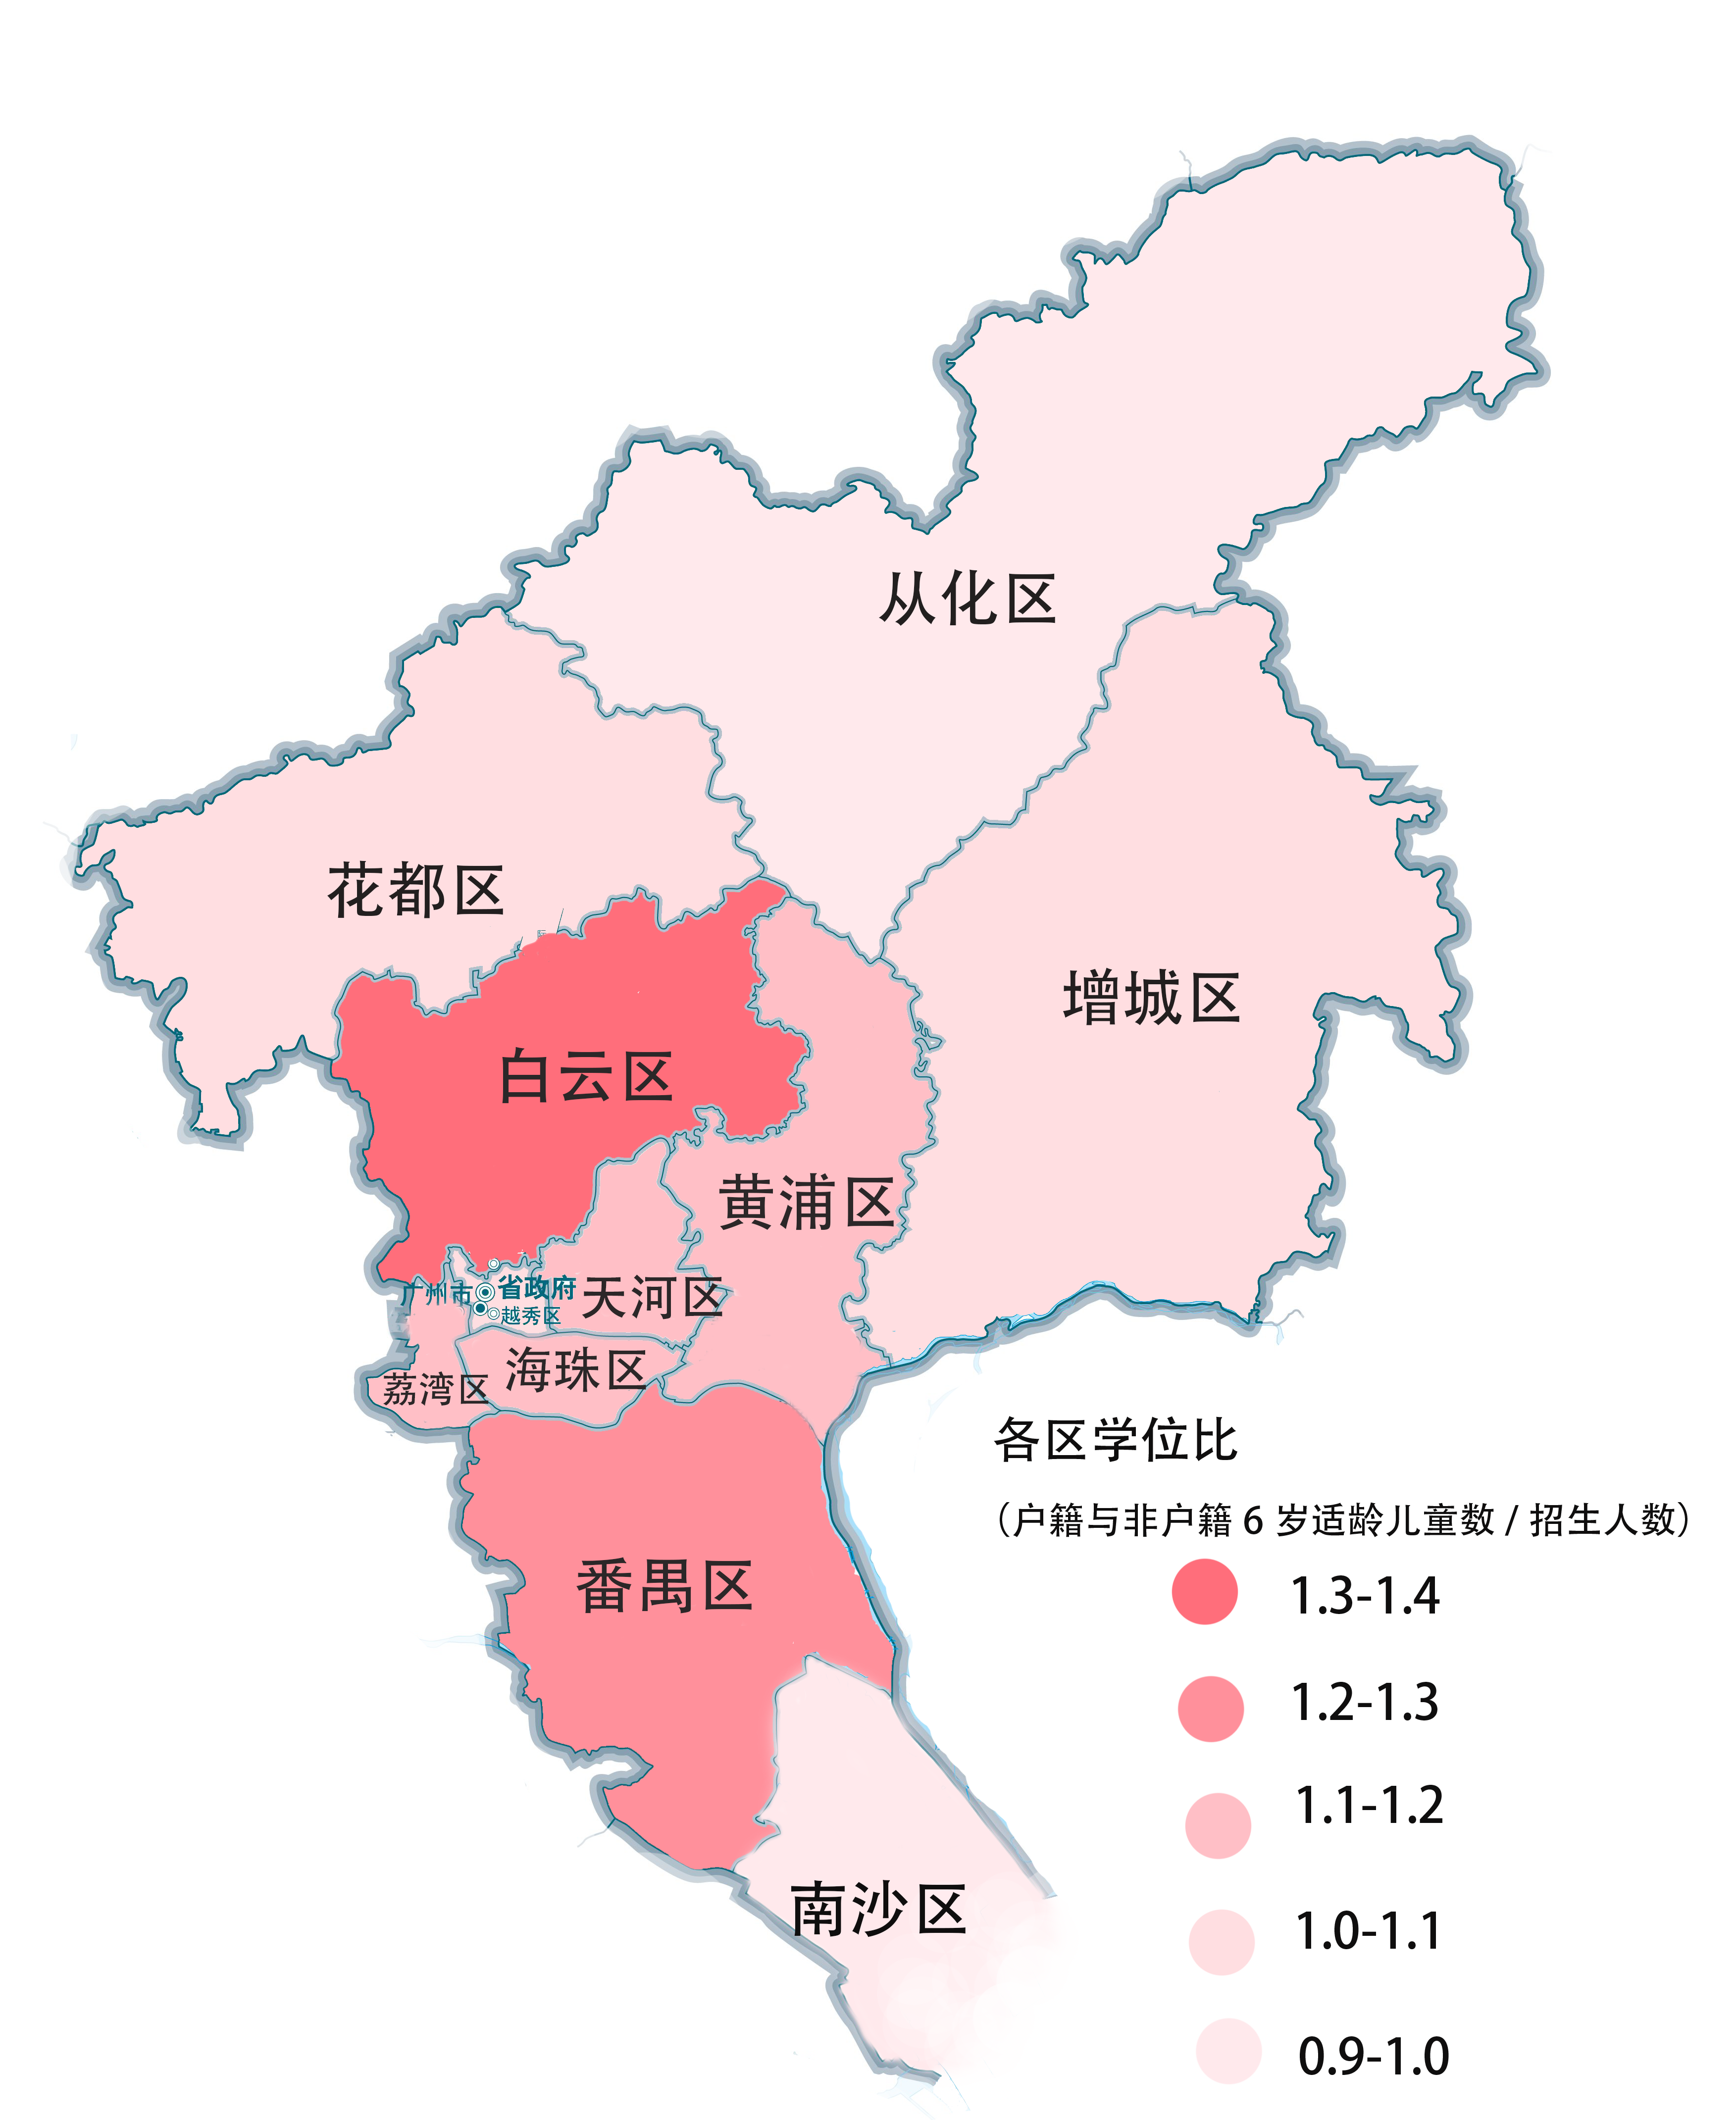 从化区
花都区
增城区
白云区
黄浦区
广州市
省政府
越秀区
天河区
海珠区
荔湾区
番禺区
南沙区
各区学位比
（户籍与非户籍 6 岁适龄儿童数 / 招生人数）
1.3-1.4
1.2-1.3
1.1-1.2
1.0-1.1
0.9-1.0